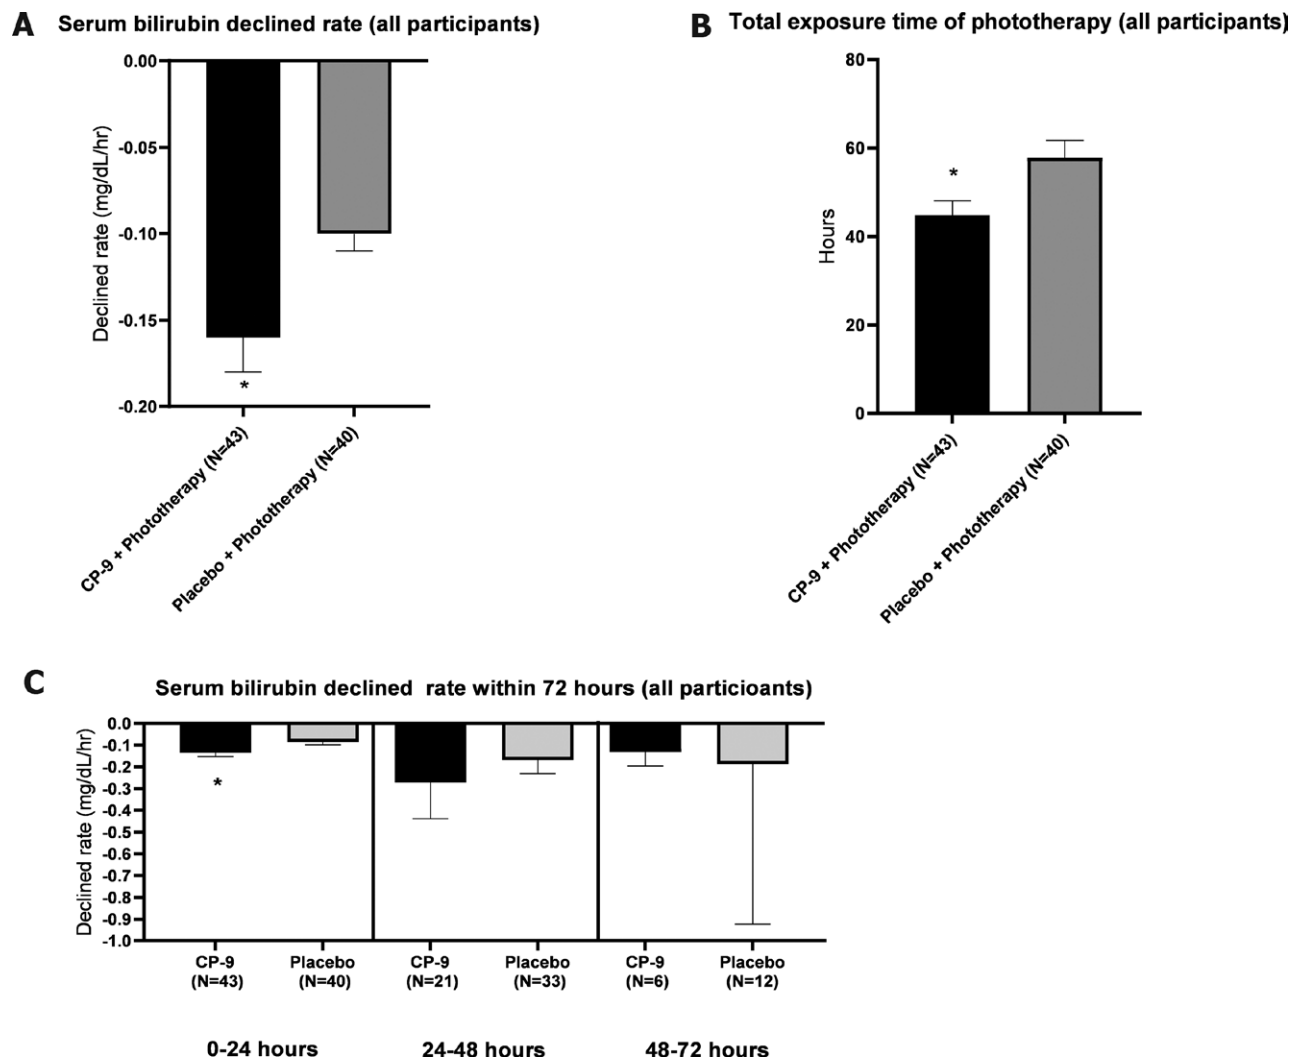 A Serum bilirubin declined rate (all participants)
0.00
-0.05
-0.10
-0.15
-0.20
Declined rate (mg/dL/hr)
*
CP-9 + Phototherapy (N=43)
Placebo + Phototherapy (N=40)
B Total exposure time of phototherapy (all participants)
80
60
40
20
0
Hours
*
CP-9 + Phototherapy (N=43)
Placebo + Phototherapy (N=40)
C Serum bilirubin declined rate within 72 hours (all particioants)
0.0
-0.1
-0.2
-0.3
-0.4
-0.5
-0.6
-0.7
-0.8
-0.9
-1.0
Declined rate (mg/dL/hr)
*
CP-9 Placebo CP-9 Placebo CP-9 Placebo
(N=43) (N=40) (N=21) (N=33) (N=6) (N=12)
0-24 hours 24-48 hours 48-72 hours